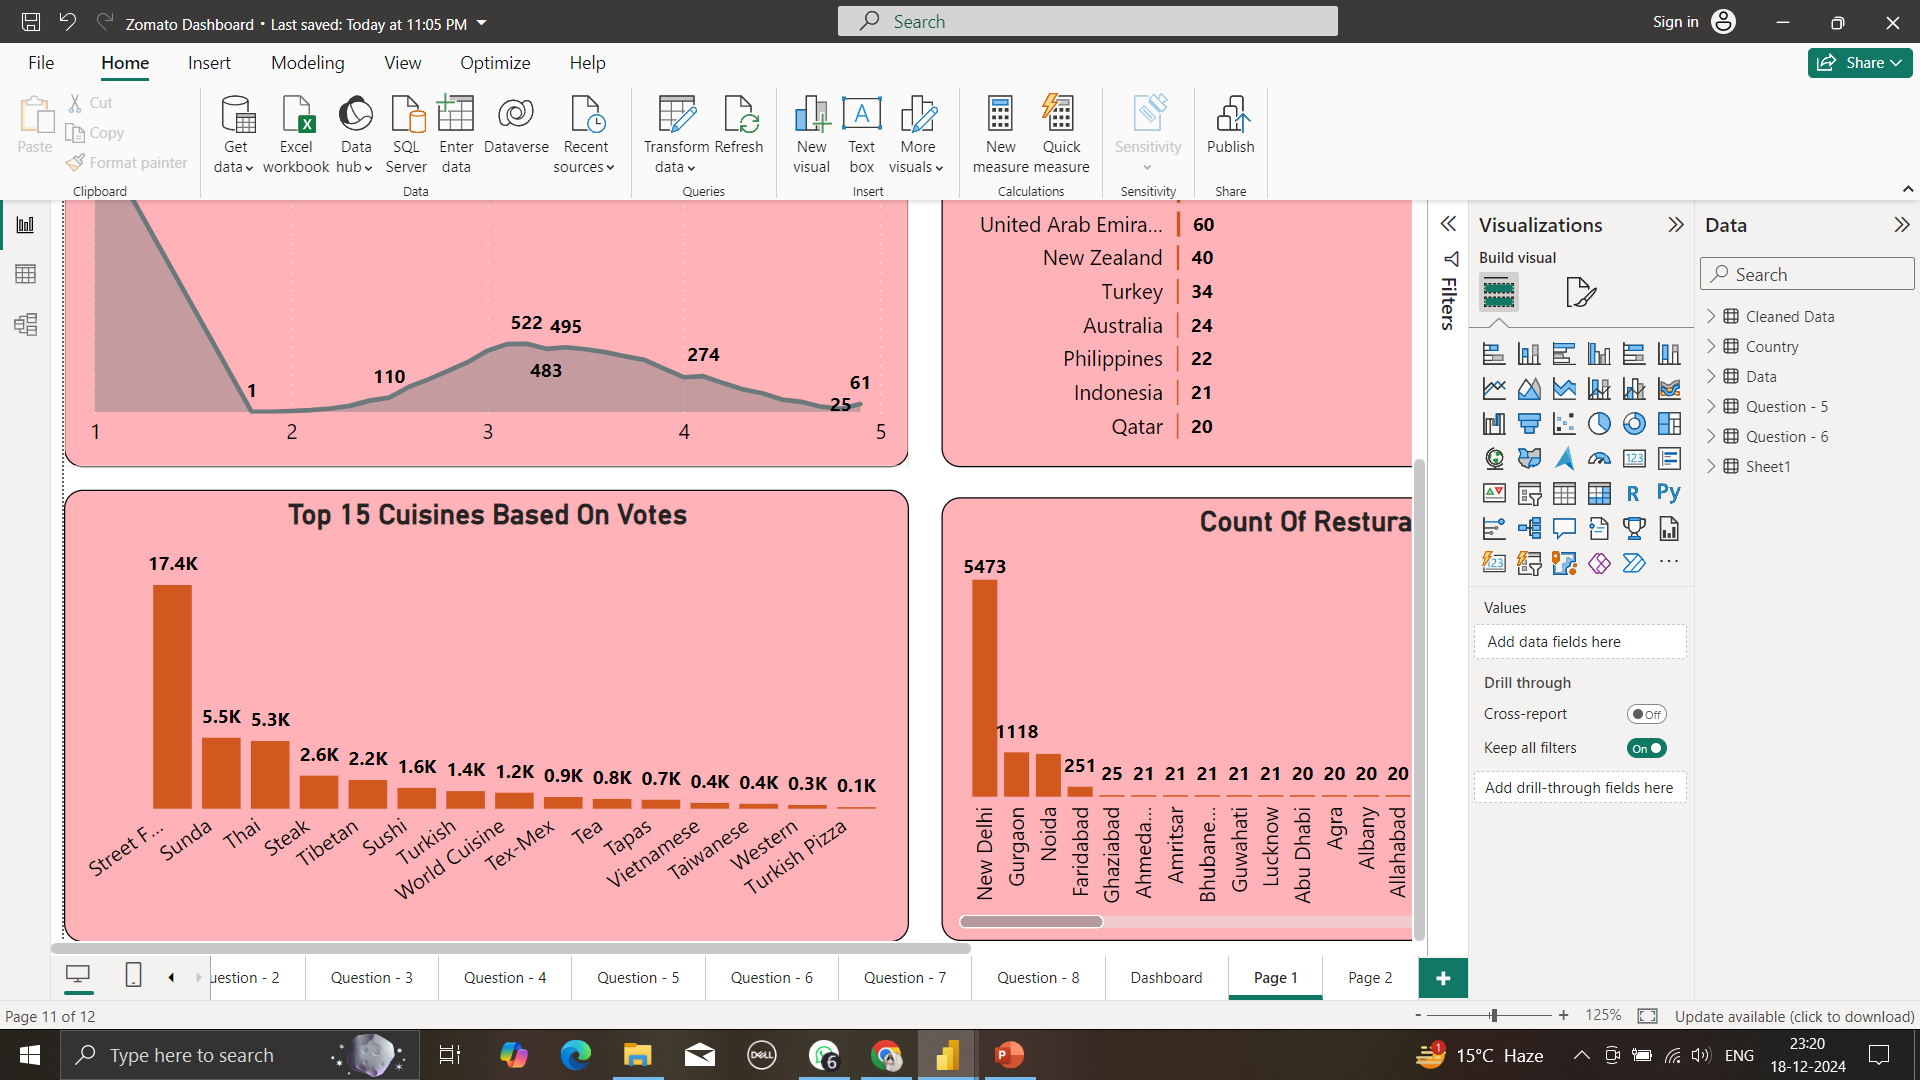 Zomato Dashboard • Last saved: Today at 11:05 PM
Search
Sign in
File
Home
Insert
Modeling
View
Optimize
Help
Share
Paste
Cut
Copy
Format painter
Clipboard
Get data
Excel workbook
Data hub
SQL Server
Enter data
Dataverse
Recent sources
Data
Transform data
Refresh
Queries
New visual
Text box
More visuals
Insert
New measure
Quick measure
Calculations
Sensitivity
Sensitivity
Publish
Share
1
110
522
495
483
274
61
25
1
2
3
4
5
United Arab Emira... 60
New Zealand 40
Turkey 34
Australia 24
Philippines 22
Indonesia 21
Qatar 20
Top 15 Cuisines Based On Votes
17.4K
5.5K
5.3K
2.6K
2.2K
1.6K
1.4K
1.2K
0.9K
0.8K
0.7K
0.4K
0.4K
0.3K
0.1K
Street F...
Sunda
Thai
Steak
Tibetan
Sushi
Turkish
World Cuisine
Tex-Mex
Tea
Tapas
Vietnamese
Taiwanese
Western
Turkish Pizza
Count Of Restura
5473
1118
251
25
21
21
21
21
21
20
20
20
20
New Delhi
Gurgaon
Noida
Faridabad
Ghaziabad
Ahmeda...
Amritsar
Bhubane...
Guwahati
Lucknow
Abu Dhabi
Agra
Albany
Allahabad
Filters
Visualizations
Build visual
123
R
Py
123
Values
Add data fields here
Drill through
Cross-report
Off
Keep all filters
On
Add drill-through fields here
Data
Search
Cleaned Data
Country
Data
Question - 5
Question - 6
Sheet1
uestion - 2
Question - 3
Question - 4
Question - 5
Question - 6
Question - 7
Question - 8
Dashboard
Page 1
Page 2
+
Page 11 of 12
- + 125%
Update available (click to download)
Type here to search
DELL
6
1
15°C Haze
ENG
23:20
18-12-2024